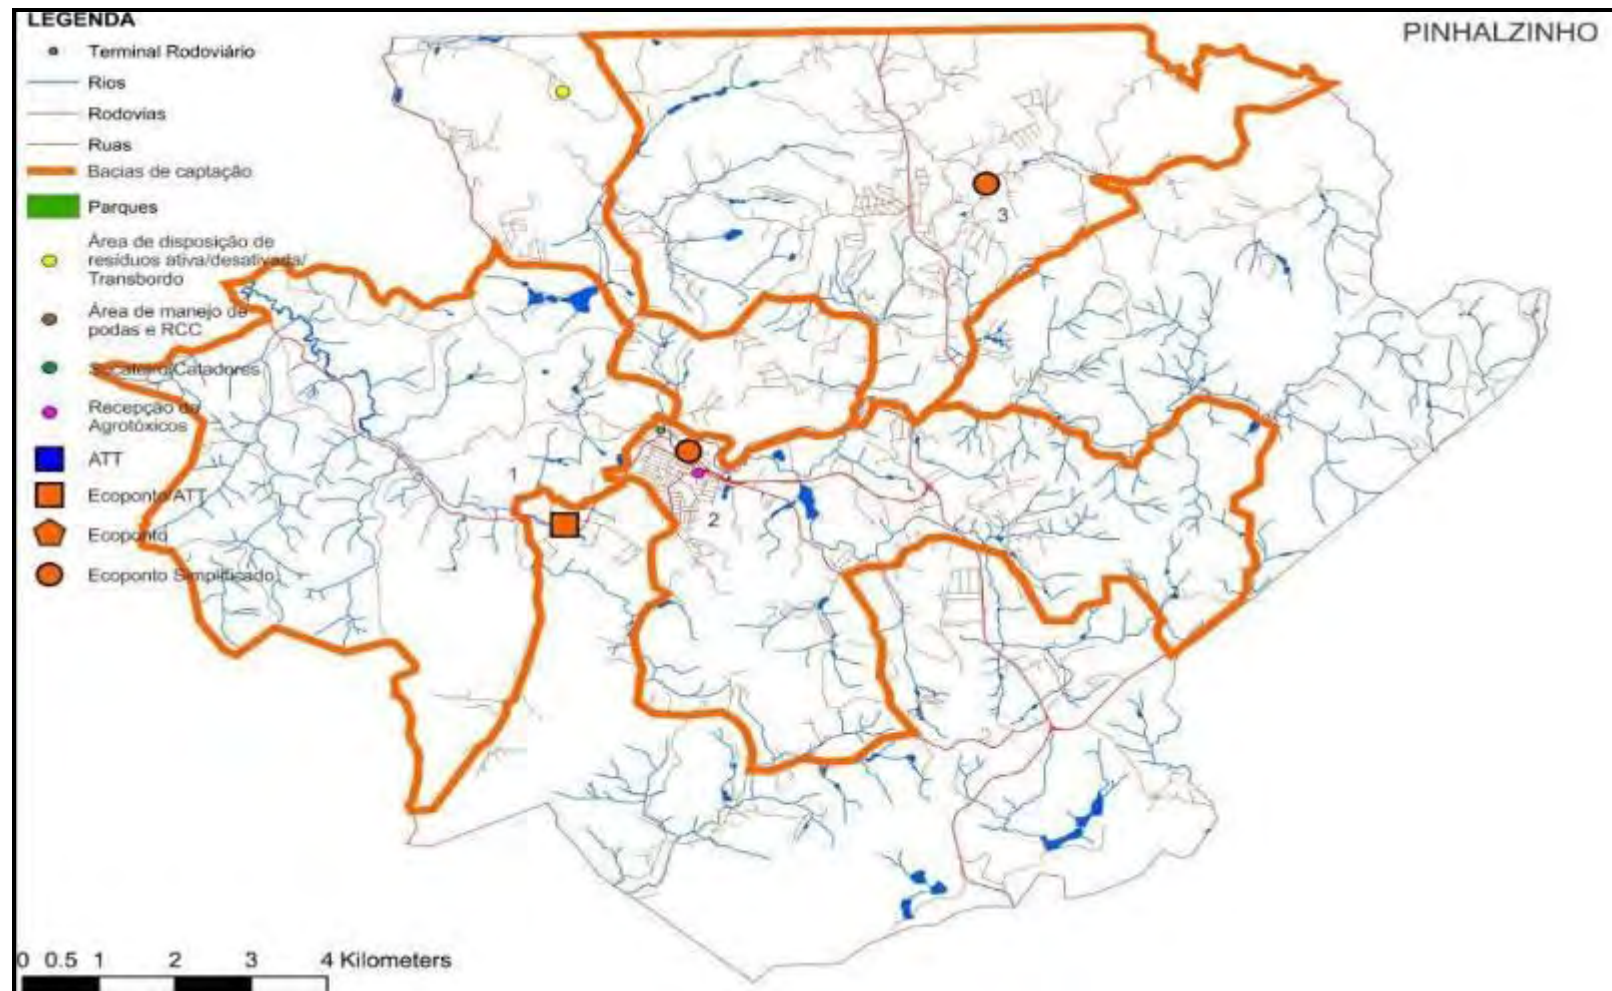 LEGENDA
PINHALZINHO
Terminal Rodoviário
Rios
Rodovias
Ruas
Bacias de captação
Parques
Área de disposição de
resíduos ativa/desativada/
Transbordo
Área de manejo de
podas e RCC
Sucateiro/Catadores
Recepção de
Agrotóxicos
ATT
Ecoponto/ATT
Ecoponto
Ecoponto Simplificado
3
1
2
0 0.5 1 2 3 4 Kilometers